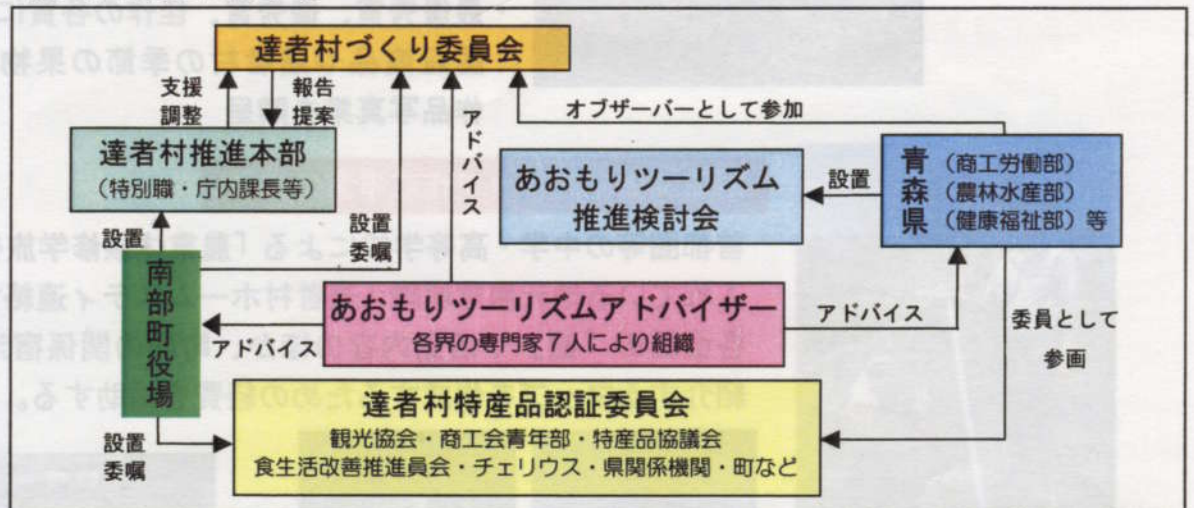 達者村づくり委員会
支援
調整
報告
提案
アドバイス
オブザーバーとして参加
達者村推進本部
(特別職・庁内課長等)
あおもりツーリズム
推進検討会
設置
青森県
(商工労働部)
(農林水産部)
(健康福祉部) 等
設置
設置
委嘱
南部町役場
あおもりツーリズムアドバイザー
各界の専門家7人により組織
アドバイス
アドバイス
委員として
参画
達者村特産品認証委員会
観光協会・商工会青年部・特産品協議会
食生活改善推進員会・チェリウス・県関係機関・町など
設置
委嘱